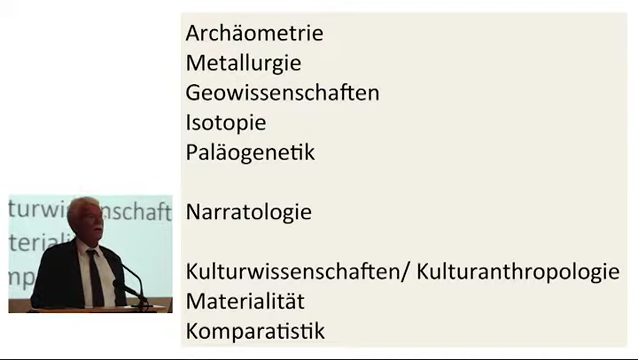 Archäometrie
Metallurgie
Geowissenschaften
Isotopie
Paläogenetik
Narratologie
Kulturwissenschaften/ Kulturanthropologie
Materialität
Komparatistik